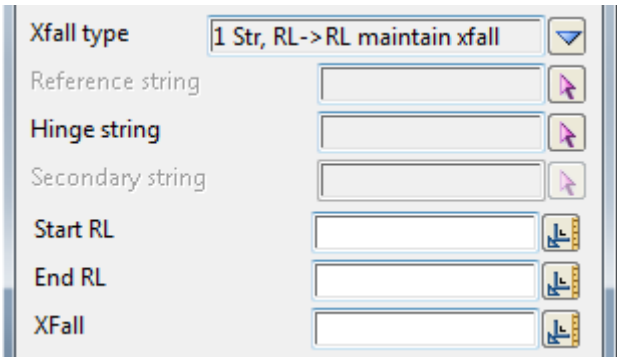 Xfall type 1 Str, RL->RL maintain xfall
Reference string
Hinge string
Secondary string
Start RL
End RL
XFall